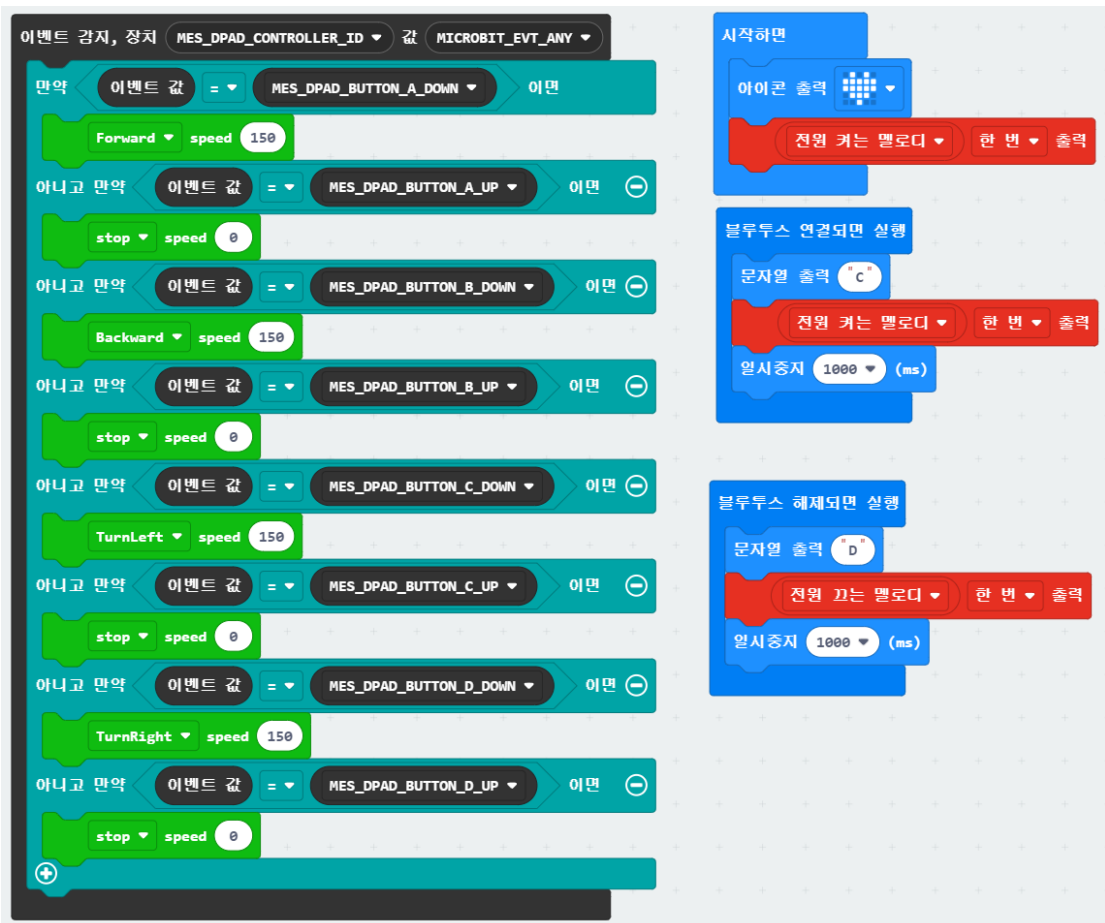 이벤트 감지, 장치 MES_DPAD_CONTROLLER_ID 값 MICROBIT_EVT_ANY
만약 이벤트 값 = MES_DPAD_BUTTON_A_DOWN 이면
Forward speed 150
아니고 만약 이벤트 값 = MES_DPAD_BUTTON_A_UP 이면
stop speed 0
아니고 만약 이벤트 값 = MES_DPAD_BUTTON_B_DOWN 이면
Backward speed 150
아니고 만약 이벤트 값 = MES_DPAD_BUTTON_B_UP 이면
stop speed 0
아니고 만약 이벤트 값 = MES_DPAD_BUTTON_C_DOWN 이면
TurnLeft speed 150
아니고 만약 이벤트 값 = MES_DPAD_BUTTON_C_UP 이면
stop speed 0
아니고 만약 이벤트 값 = MES_DPAD_BUTTON_D_DOWN 이면
TurnRight speed 150
아니고 만약 이벤트 값 = MES_DPAD_BUTTON_D_UP 이면
stop speed 0
시작하면
아이콘 출력
전원 켜는 멜로디 한 번 출력
블루투스 연결되면 실행
문자열 출력 "C"
전원 켜는 멜로디 한 번 출력
일시중지 1000 (ms)
블루투스 해제되면 실행
문자열 출력 "D"
전원 끄는 멜로디 한 번 출력
일시중지 1000 (ms)